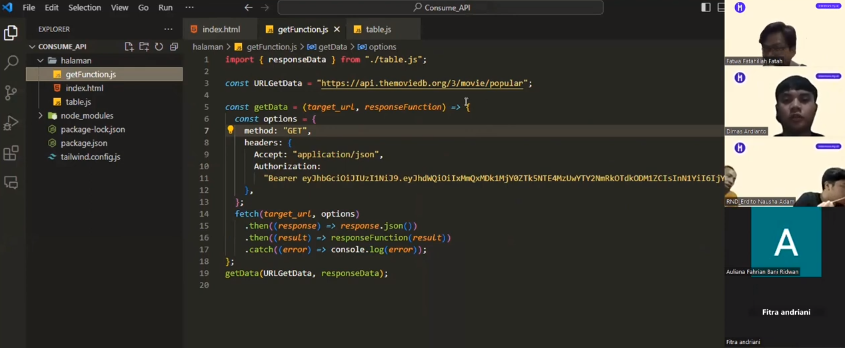 File Edit Selection View Go Run
Consume_API
EXPLORER
CONSUME_API
halaman
getFunction.js
index.html
table.js
node_modules
package-lock.json
package.json
tailwind.config.js
index.html
getFunction.js
table.js
halaman > getFunction.js > getData > options
1 import { responseData } from "./table.js";
2
3 const URLGetData = "https://api.themoviedb.org/3/movie/popular";
4
5 const getData = (target_url, responseFunction) => {
6 const options = {
7 method: "GET",
8 headers: {
9 Accept: "application/json",
10 Authorization:
11 "Bearer
12 },
13 };
14 fetch(target_url, options)
15 .then((response) => response.json())
16 .then((result) => responseFunction(result))
17 .catch((error) => console.log(error));
18 };
19 getData(URLGetData, responseData);
20
Fatwa Fetahillah Fatah
Dimas Ardianto
RND_Erdito Nausha Adam
A
Auliana Fahrian Bani Ridwan
Fitra andriani
Fitra andriani